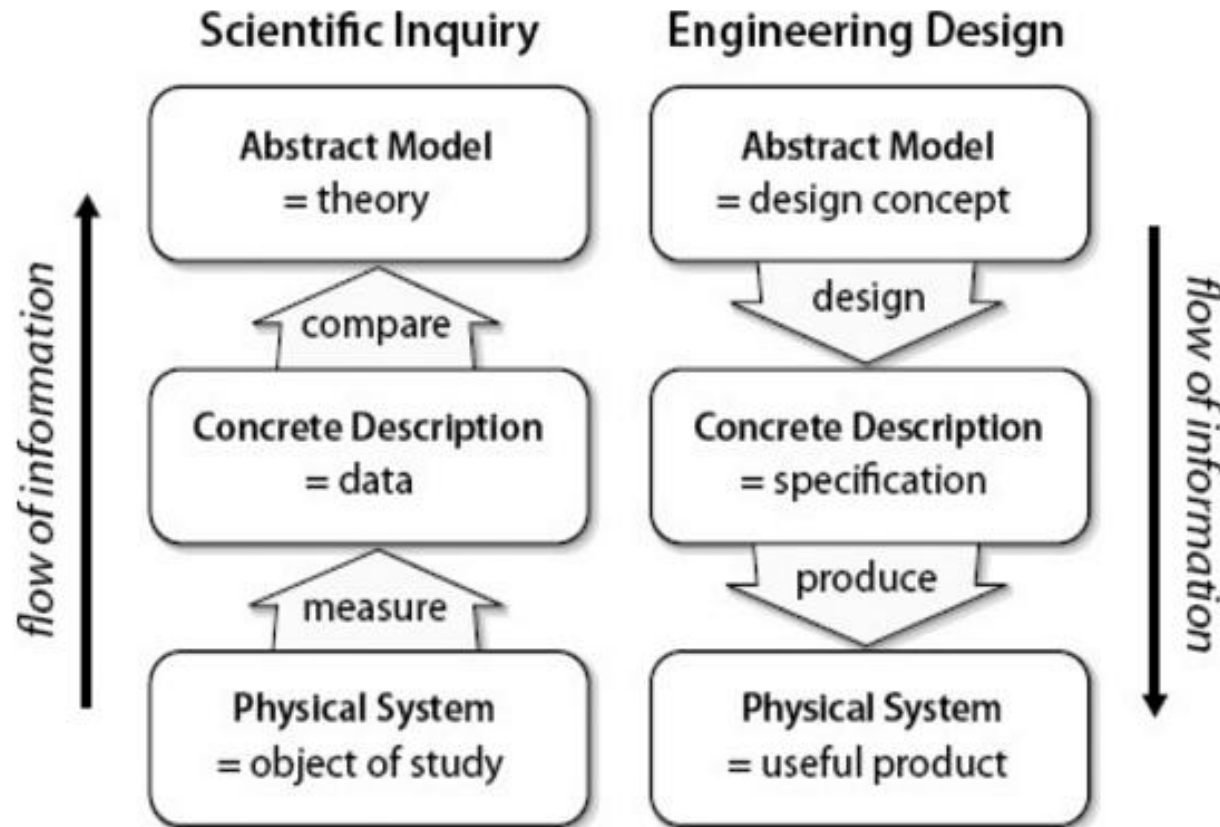 Scientific Inquiry
Abstract Model
= theory
compare
Concrete Description
= data
measure
Physical System
= object of study
flow of information
Engineering Design
Abstract Model
= design concept
design
Concrete Description
= specification
produce
Physical System
= useful product
flow of information